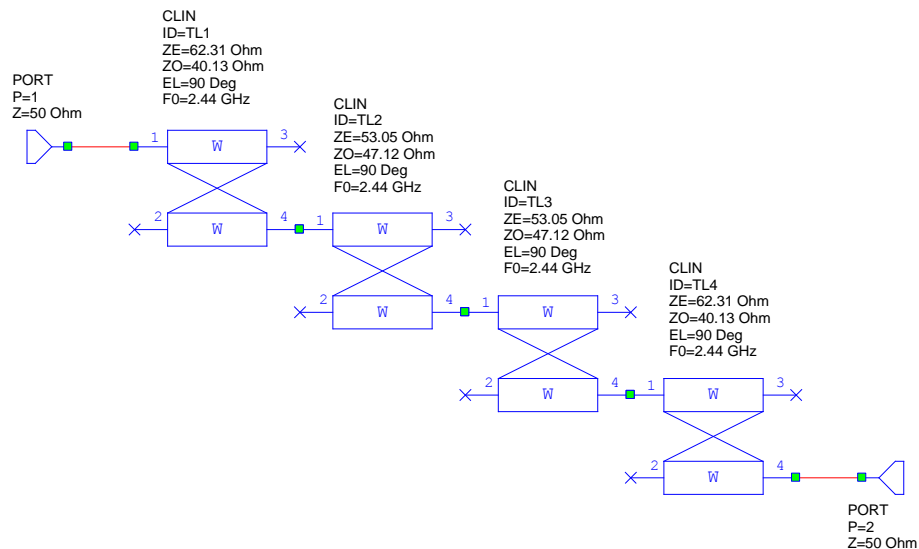 CLIN
ID=TL1
ZE=62.31 Ohm
ZO=40.13 Ohm
EL=90 Deg
F0=2.44 GHz
PORT
P=1
Z=50 Ohm
1
W
3
2
W
4
CLIN
ID=TL2
ZE=53.05 Ohm
ZO=47.12 Ohm
EL=90 Deg
F0=2.44 GHz
1
W
3
2
W
4
CLIN
ID=TL3
ZE=53.05 Ohm
ZO=47.12 Ohm
EL=90 Deg
F0=2.44 GHz
1
W
3
2
W
4
CLIN
ID=TL4
ZE=62.31 Ohm
ZO=40.13 Ohm
EL=90 Deg
F0=2.44 GHz
1
W
3
2
W
4
PORT
P=2
Z=50 Ohm